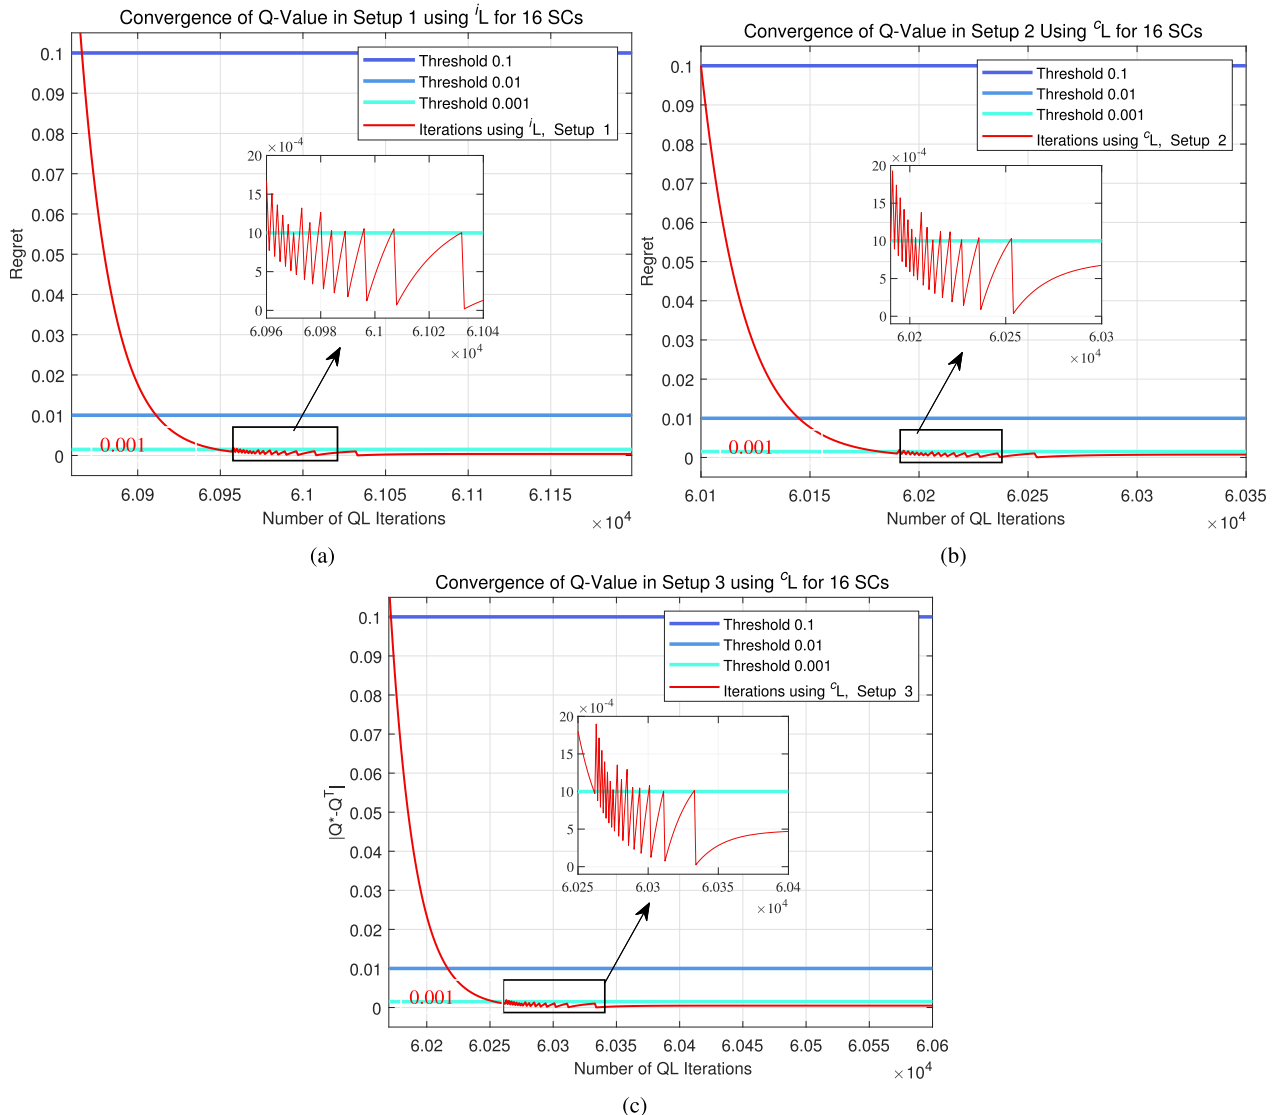 Convergence of Q-Value in Setup 1 using ⁱL for 16 SCs
0.1
0.09
0.08
0.07
0.06
0.05
0.04
0.03
0.02
0.01
0
Regret
Threshold 0.1
Threshold 0.01
Threshold 0.001
Iterations using ⁱL, Setup 1
×10⁻⁴
20
15
10
5
0
6.096 6.098 6.1 6.102 6.104
×10⁴
0.001
6.09 6.095 6.1 6.105 6.11 6.115
Number of QL Iterations
×10⁴
(a)
Convergence of Q-Value in Setup 2 Using ᶜL for 16 SCs
0.1
0.09
0.08
0.07
0.06
0.05
0.04
0.03
0.02
0.01
0
Regret
Threshold 0.1
Threshold 0.01
Threshold 0.001
Iterations using ᶜL, Setup 2
×10⁻⁴
20
15
10
5
0
6.02 6.025 6.03
×10⁴
0.001
6.01 6.015 6.02 6.025 6.03 6.035
Number of QL Iterations
×10⁴
(b)
Convergence of Q-Value in Setup 3 using ᶜL for 16 SCs
0.1
0.09
0.08
0.07
0.06
0.05
0.04
0.03
0.02
0.01
0
|Q*-Qᵀ|
Threshold 0.1
Threshold 0.01
Threshold 0.001
Iterations using ᶜL, Setup 3
×10⁻⁴
20
15
10
5
0
6.025 6.03 6.035 6.04
×10⁴
0.001
6.02 6.025 6.03 6.035 6.04 6.045 6.05 6.055 6.06
Number of QL Iterations
×10⁴
(c)